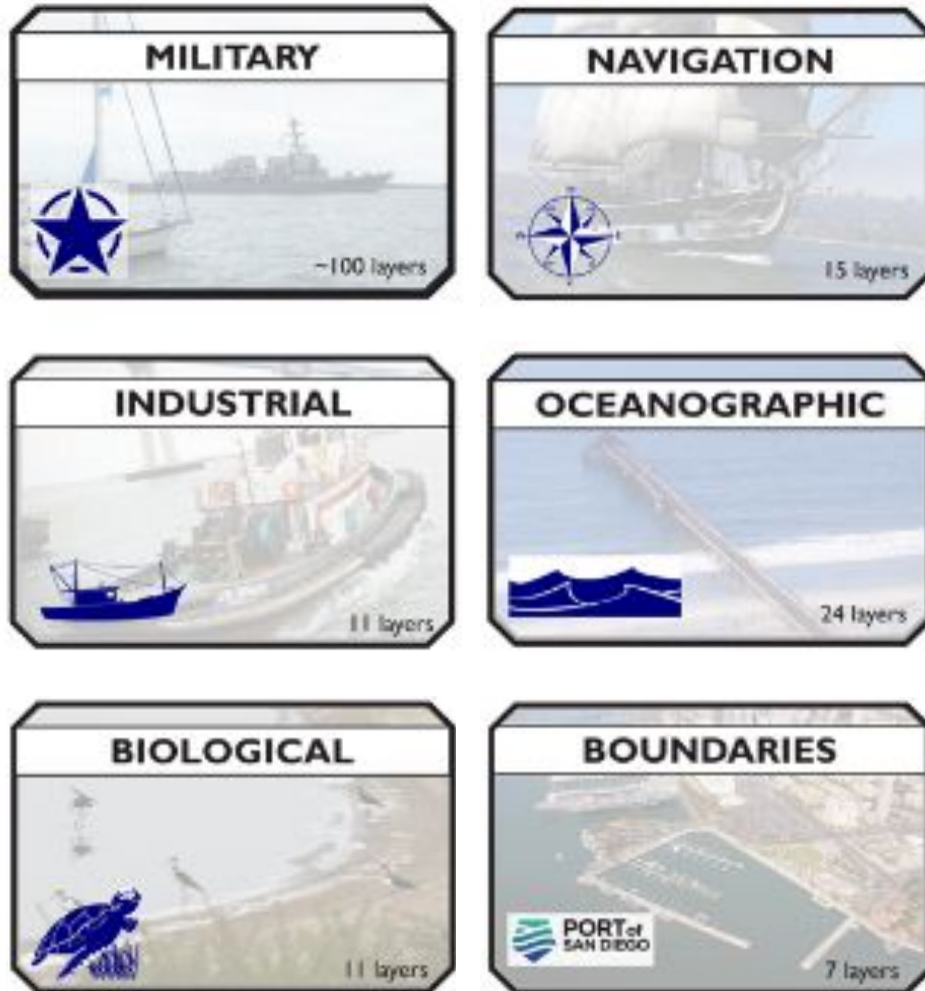 MILITARY
~100 layers
NAVIGATION
N
W
E
S
15 layers
INDUSTRIAL
11 layers
OCEANOGRAPHIC
24 layers
BIOLOGICAL
11 layers
BOUNDARIES
PORT of
SAN DIEGO
7 layers